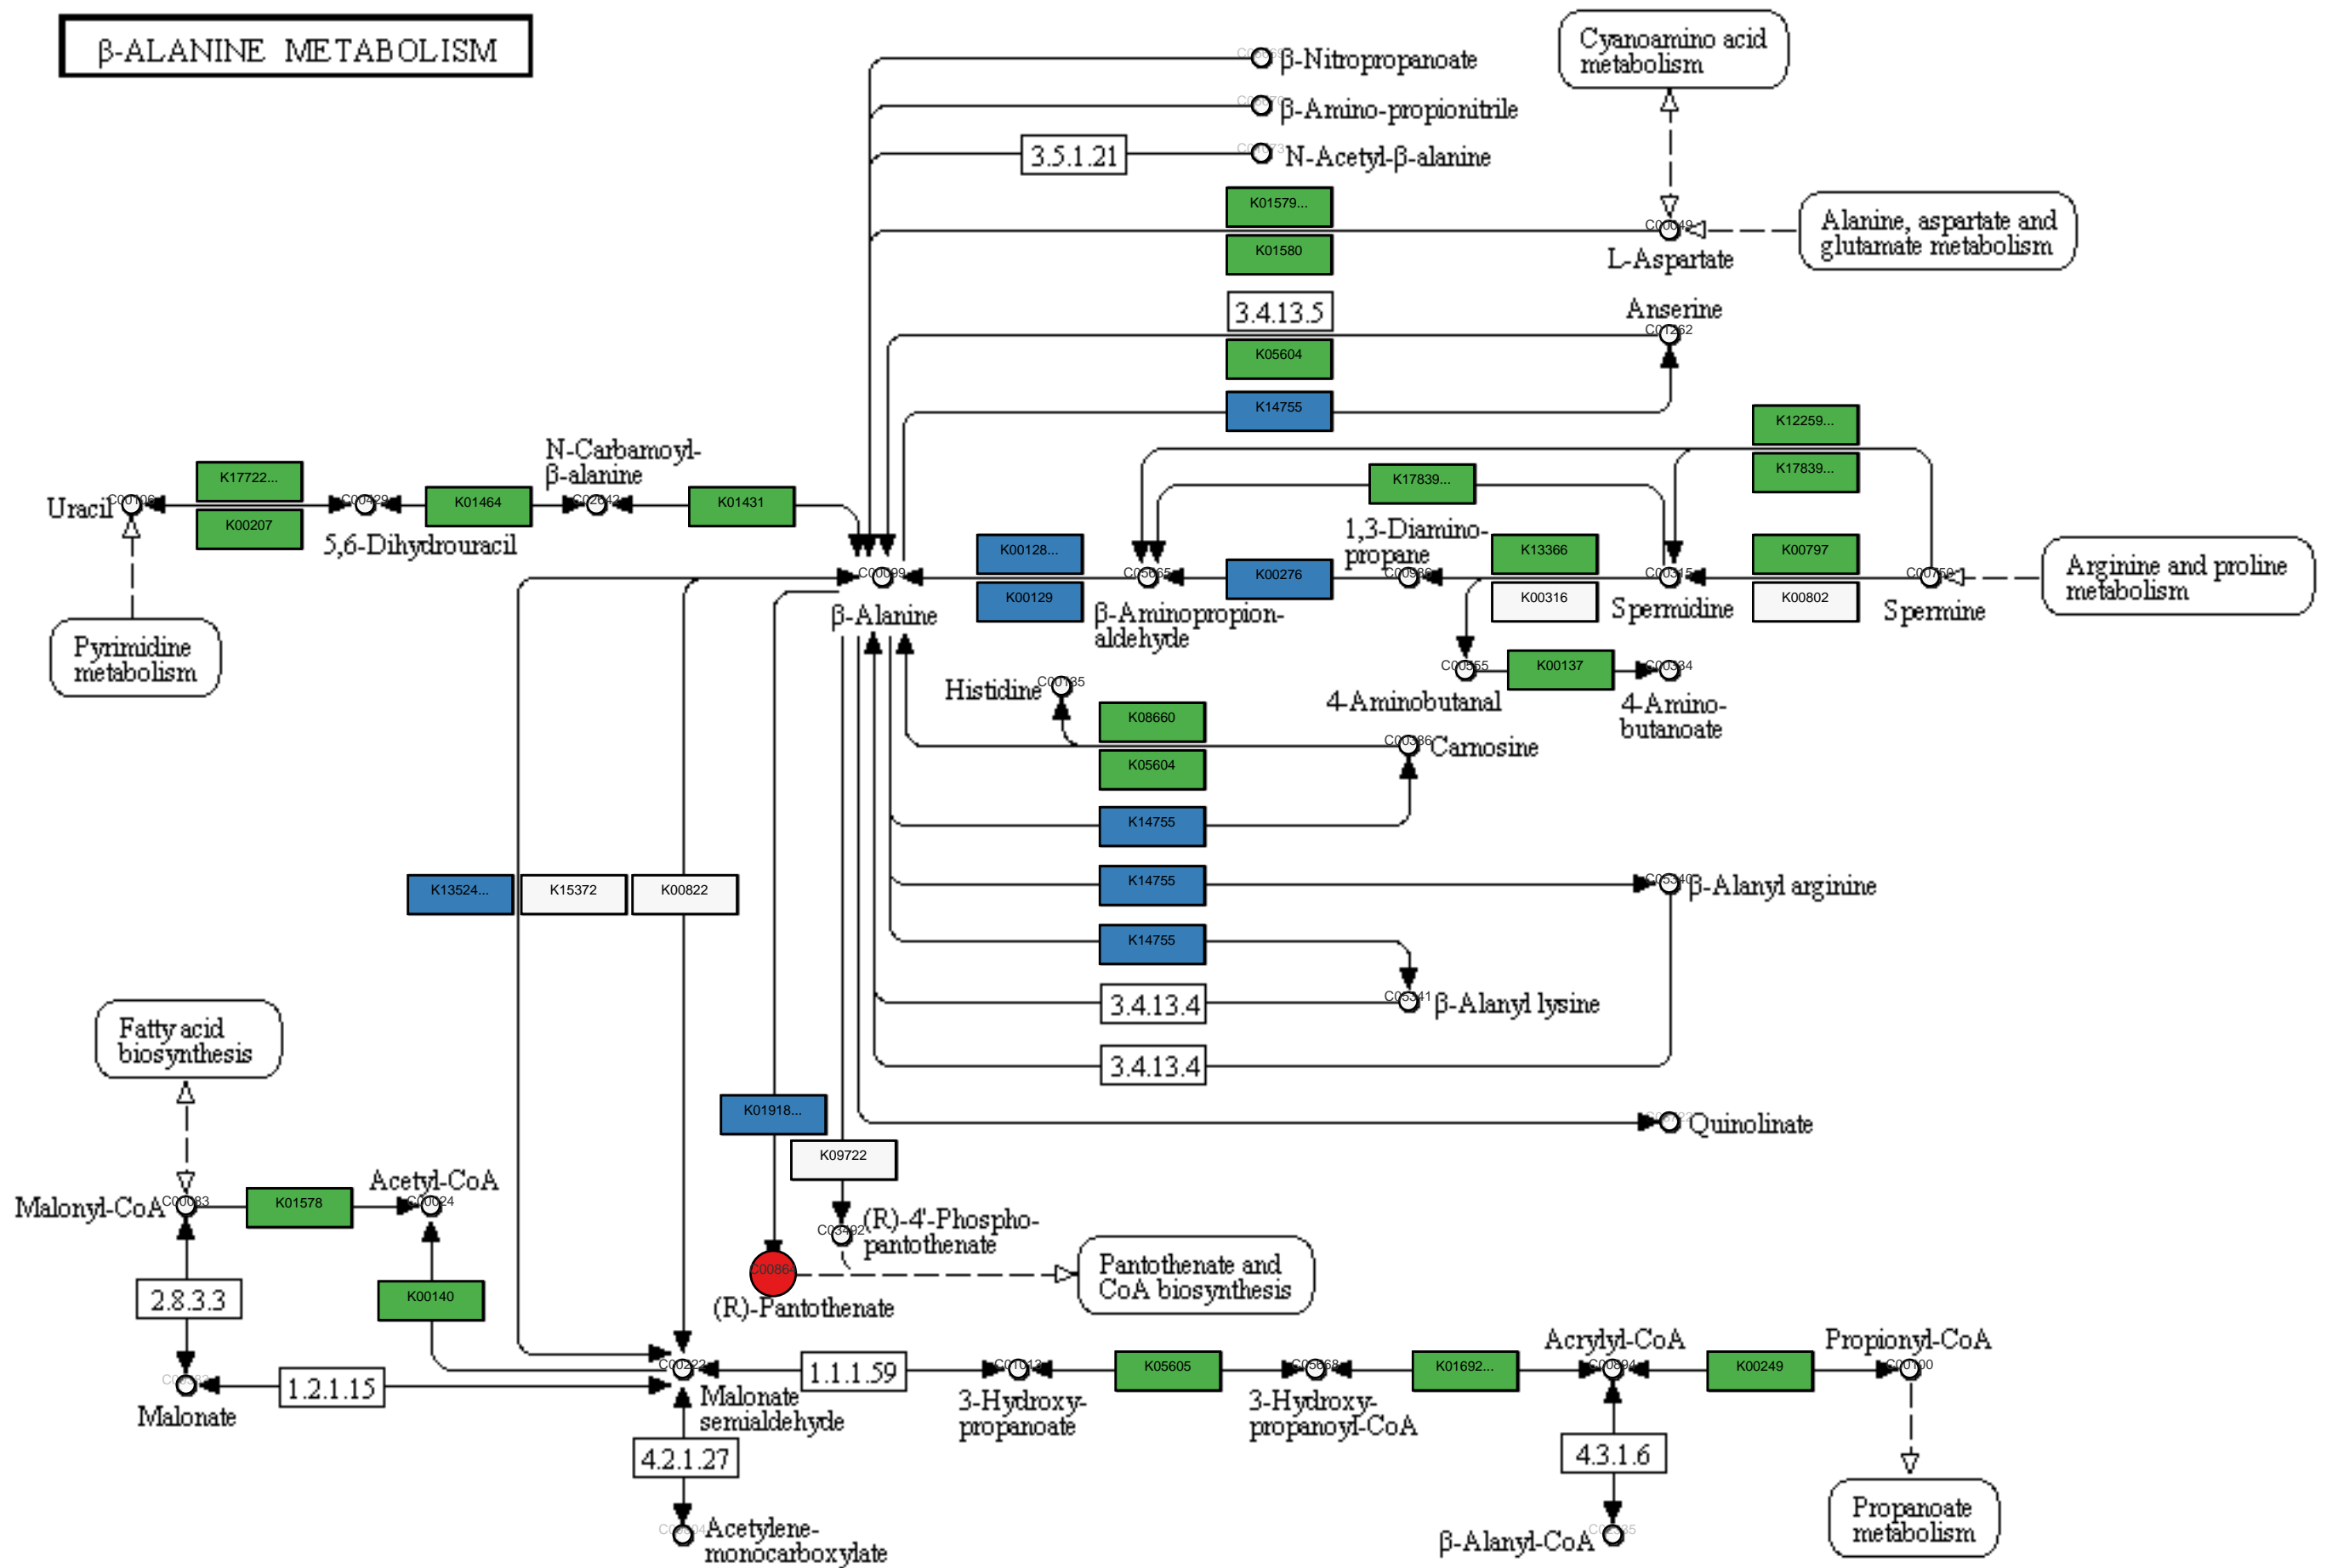 β-ALANINE METABOLISM
β-Nitropropanoate
Cyanoamino acid
metabolism
β-Amino-propionitrile
3.5.1.21
N-Acetyl-β-alanine
K01579...
C00049
Alanine, aspartate and
glutamate metabolism
K01580
L-Aspartate
3.4.13.5
Anserine
C01262
K05604
K14755
K12259...
N-Carbamoyl-
β-alanine
K17722...
K17839...
K17839...
Uracil
C00106
C00429
K01464
C02642
K01431
K00207
5,6-Dihydrouracil
1,3-Diamino-
propane
K00128...
K13366
K00797
C00099
C05665
K00276
C00986
C00315
C00750
Arginine and proline
metabolism
K00129
K00316
K00802
β-Alanine
β-Aminopropion-
aldehyde
Spermidine
Spermine
Pyrimidine
metabolism
C00555
K00137
C00334
Histidine
C00135
4-Aminobutanal
4-Amino-
butanoate
K08660
C00386
Carnosine
K05604
K14755
K13524...
K15372
K00822
K14755
C05340
β-Alanyl arginine
K14755
3.4.13.4
C05341
β-Alanyl lysine
Fatty acid
biosynthesis
3.4.13.4
K01918...
Quinolinate
K09722
Acetyl-CoA
Malonyl-CoA
C00083
K01578
C00024
C03492
(R)-4'-Phospho-
pantothenate
C00864
Pantothenate and
CoA biosynthesis
2.8.3.3
K00140
(R)-Pantothenate
Acrylyl-CoA
Propionyl-CoA
C00222
1.1.1.59
C01013
K05605
C05668
K01692...
C00894
K00249
C00100
1.2.1.15
Malonate
Malonate
semialdehyde
3-Hydroxy-
propanoate
3-Hydroxy-
propanoyl-CoA
4.2.1.27
4.3.1.6
Propanoate
metabolism
Acetylene-
monocarboxylate
β-Alanyl-CoA